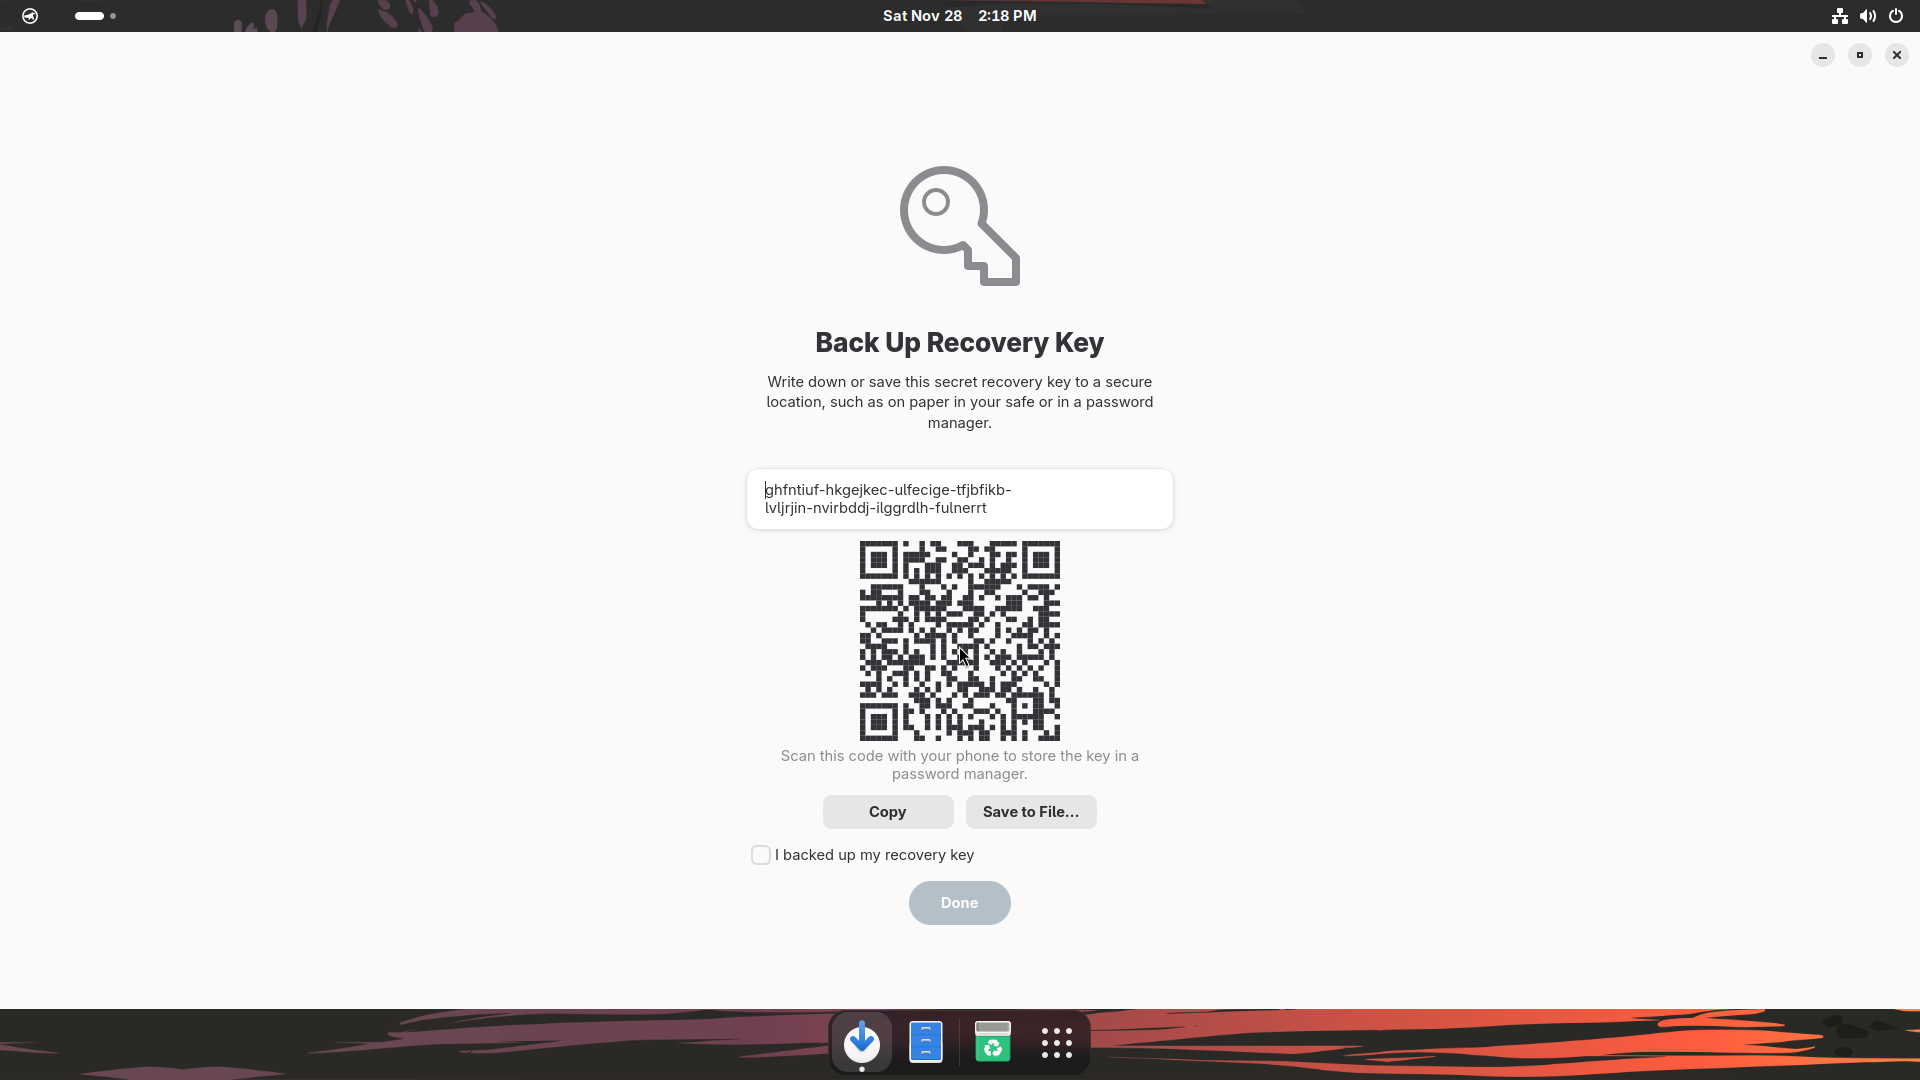 Sat Nov 28 2:18 PM
Back Up Recovery Key
Write down or save this secret recovery key to a secure
location, such as on paper in your safe or in a password
manager.
ghfntiuf-hkgejkec-ulfecige-tfjbfikb-
lvljrjin-nvirbddj-ilggrdlh-fulnerrt
Scan this code with your phone to store the key in a
password manager.
Copy
Save to File...
I backed up my recovery key
Done